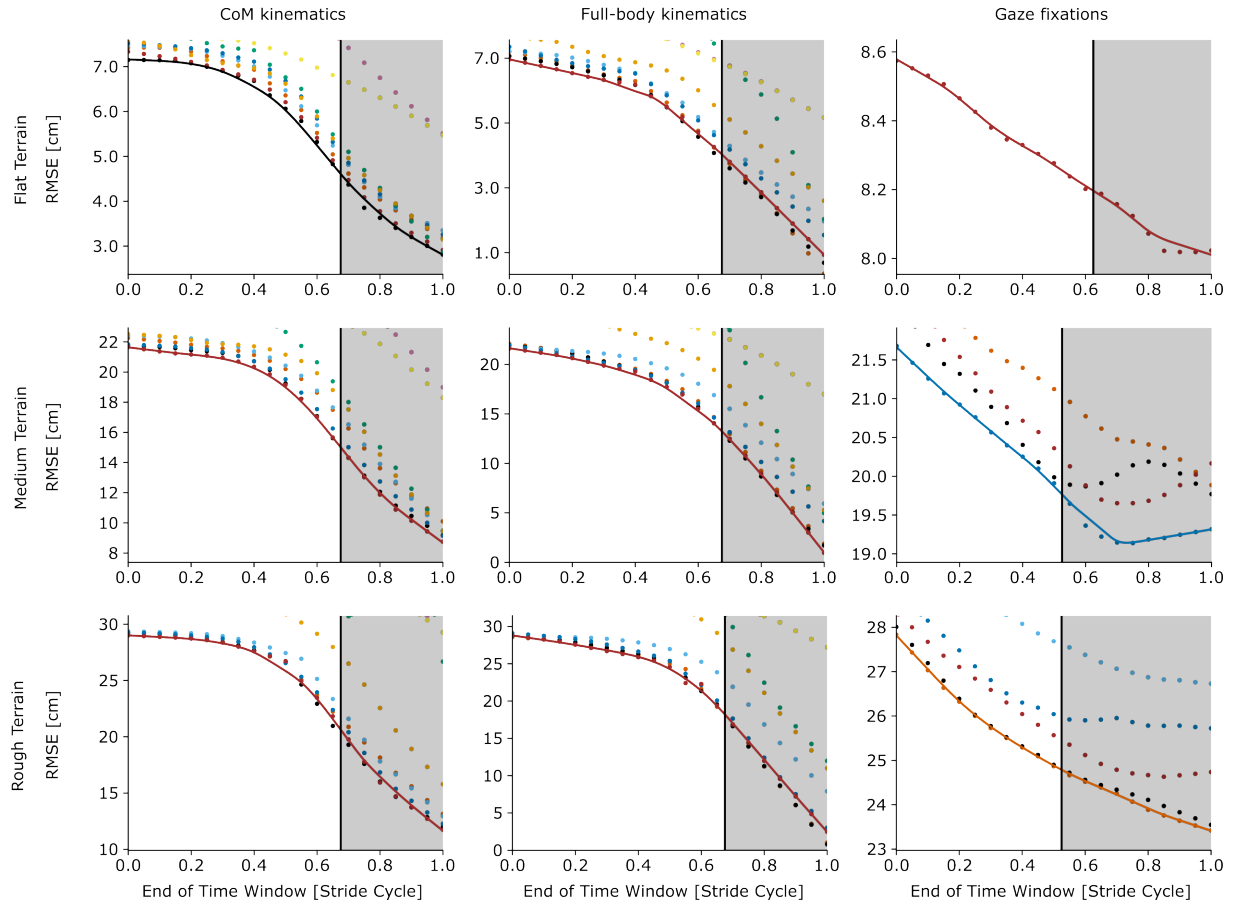 CoM kinematics
Full-body kinematics
Gaze fixations
Flat Terrain
RMSE [cm]
7.0
6.0
5.0
4.0
3.0
0.0 0.2 0.4 0.6 0.8 1.0
7.0
5.0
3.0
1.0
0.0 0.2 0.4 0.6 0.8 1.0
8.6
8.4
8.2
8.0
0.0 0.2 0.4 0.6 0.8 1.0
Medium Terrain
RMSE [cm]
22
20
18
16
14
12
10
8
0.0 0.2 0.4 0.6 0.8 1.0
20
15
10
5
0
0.0 0.2 0.4 0.6 0.8 1.0
21.5
21.0
20.5
20.0
19.5
19.0
0.0 0.2 0.4 0.6 0.8 1.0
Rough Terrain
RMSE [cm]
30
25
20
15
10
0.0 0.2 0.4 0.6 0.8 1.0
End of Time Window [Stride Cycle]
30
25
20
15
10
5
0
0.0 0.2 0.4 0.6 0.8 1.0
End of Time Window [Stride Cycle]
28
27
26
25
24
23
0.0 0.2 0.4 0.6 0.8 1.0
End of Time Window [Stride Cycle]